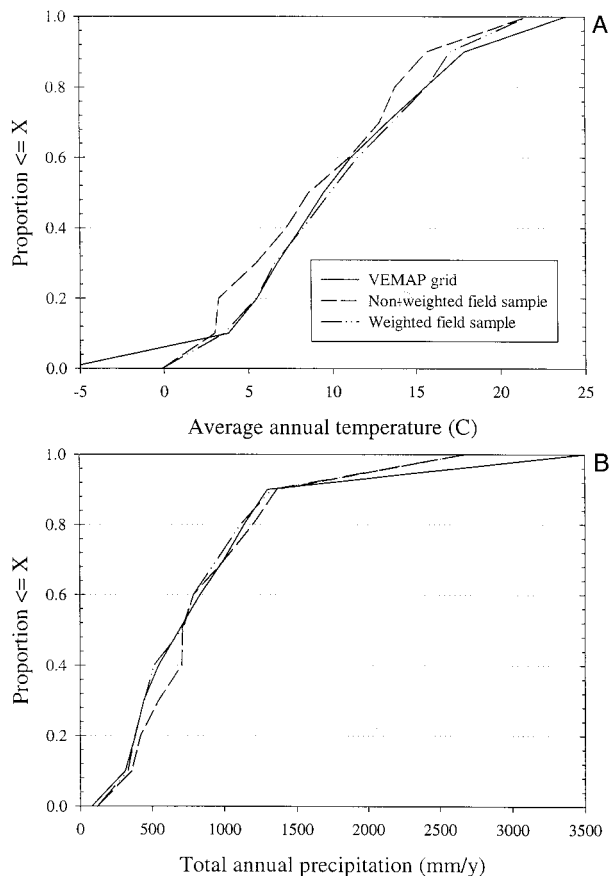 A
1.0
0.8
0.6
0.4
0.2
0.0
Proportion <= X
VEMAP grid
Non-weighted field sample
Weighted field sample
-5 0 5 10 15 20 25
Average annual temperature (C)
B
1.0
0.8
0.6
0.4
0.2
0.0
Proportion <= X
0 500 1000 1500 2000 2500 3000 3500
Total annual precipitation (mm/y)